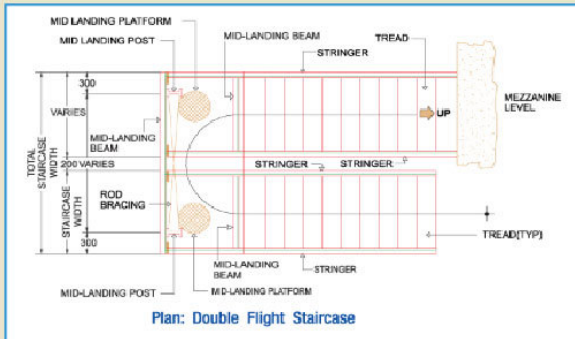 MID LANDING PLATFORM
MID LANDING POST
MID-LANDING BEAM
STRINGER
TREAD
300
VARIES
MID-LANDING
BEAM
UP
MEZZANINE
LEVEL
TOTAL
STAIRCASE
WIDTH
STAIRCASE
WIDTH
200 VARIES
STRINGER
STRINGER
ROD
BRACING
STAIRCASE
WIDTH
300
TREAD(TYP)
MID-LANDING
BEAM
STRINGER
MID-LANDING POST
MID-LANDING PLATFORM
Plan: Double Flight Staircase